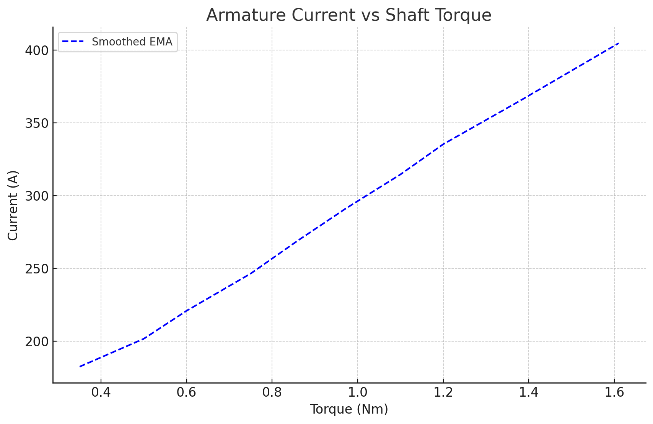 Armature Current vs Shaft Torque
Smoothed EMA
Current (A)
400
350
300
250
200
0.4 0.6 0.8 1.0 1.2 1.4 1.6
Torque (Nm)